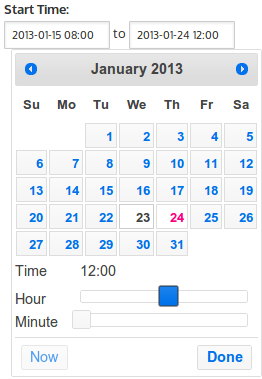 Start Time:
2013-01-15 08:00 to 2013-01-24 12:00
January 2013
Su Mo Tu We Th Fr Sa
1 2 3 4 5
6 7 8 9 10 11 12
13 14 15 16 17 18 19
20 21 22 23 24 25 26
27 28 29 30 31
Time 12:00
Hour
Minute
Now Done